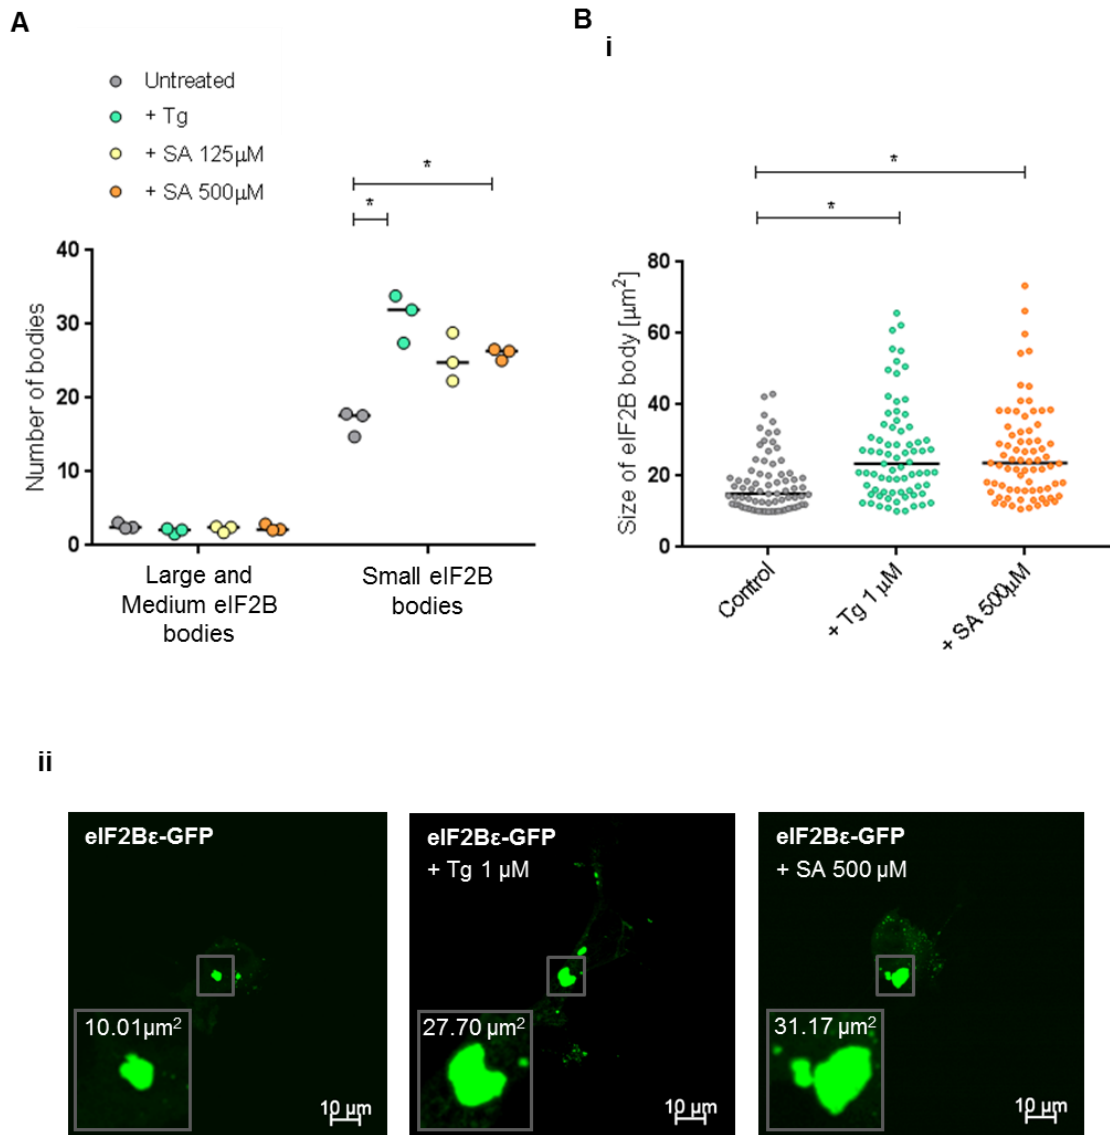 A
Untreated
+ Tg
+ SA 125µM
+ SA 500µM
*
*
Number of bodies
40
30
20
10
0
Large and
Medium eIF2B
bodies
Small eIF2B
bodies
B
i
*
*
Size of eIF2B body [µm²]
80
60
40
20
0
Control
+ Tg 1 µM
+ SA 500µM
ii
eIF2Bε-GFP
10.01µm²
10 µm
eIF2Bε-GFP
+ Tg 1 µM
27.70 µm²
10 µm
eIF2Bε-GFP
+ SA 500 µM
31.17 µm²
10 µm